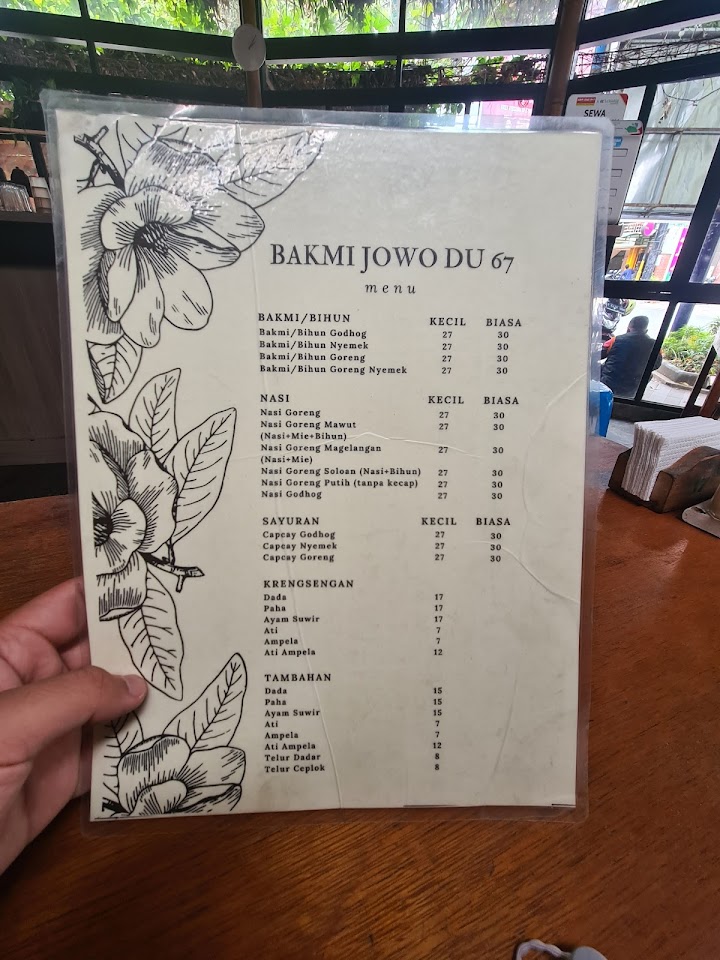 SEWA
BAKMI JOWO DU 67
menu
BAKMI/BIHUN KECIL BIASA
Bakmi/Bihun Godhog 27 30
Bakmi/Bihun Nyemek 27 30
Bakmi/Bihun Goreng 27 30
Bakmi/Bihun Goreng Nyemek 27 30
NASI KECIL BIASA
Nasi Goreng 27 30
Nasi Goreng Mawut 27 30
(Nasi+Mie+Bihun)
Nasi Goreng Magelangan 27 30
(Nasi+Mie)
Nasi Goreng Soloan (Nasi+Bihun) 27 30
Nasi Goreng Putih (tanpa kecap) 27 30
Nasi Godhog 27 30
SAYURAN KECIL BIASA
Capcay Godhog 27 30
Capcay Nyemek 27 30
Capcay Goreng 27 30
KRENGSENGAN
Dada 17
Paha 17
Ayam Suwir 17
Ati 7
Ampela 7
Ati Ampela 12
TAMBAHAN
Dada 15
Paha 15
Ayam Suwir 15
Ati 7
Ampela 7
Ati Ampela 12
Telur Dadar 8
Telur Ceplok 8